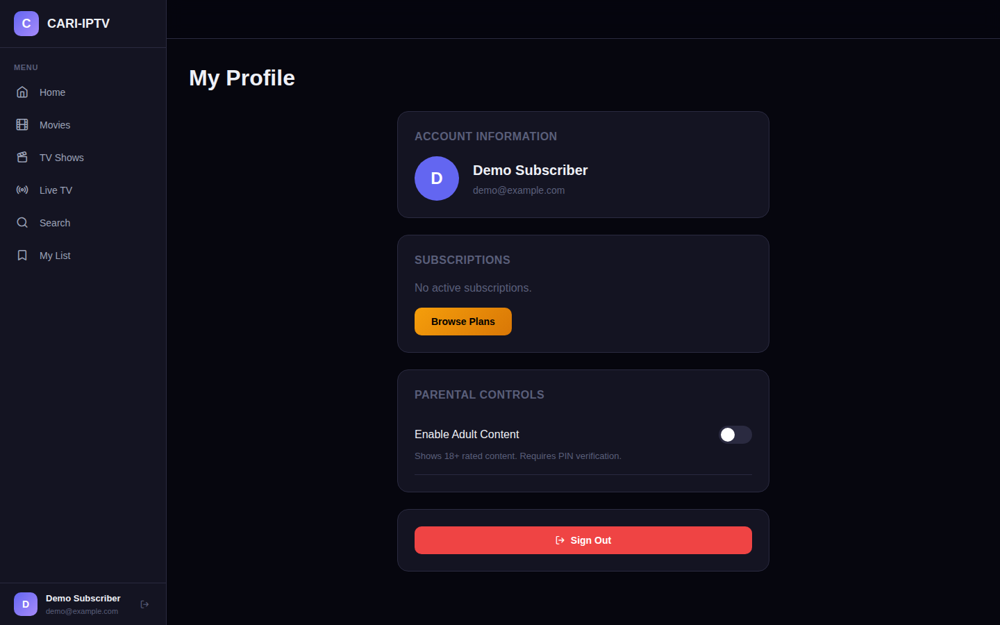 C
CARI-IPTV
MENU
Home
Movies
TV Shows
Live TV
Search
My List
D
Demo Subscriber
demo@example.com
My Profile
ACCOUNT INFORMATION
D
Demo Subscriber
demo@example.com
SUBSCRIPTIONS
No active subscriptions.
Browse Plans
PARENTAL CONTROLS
Enable Adult Content
Shows 18+ rated content. Requires PIN verification.
Sign Out